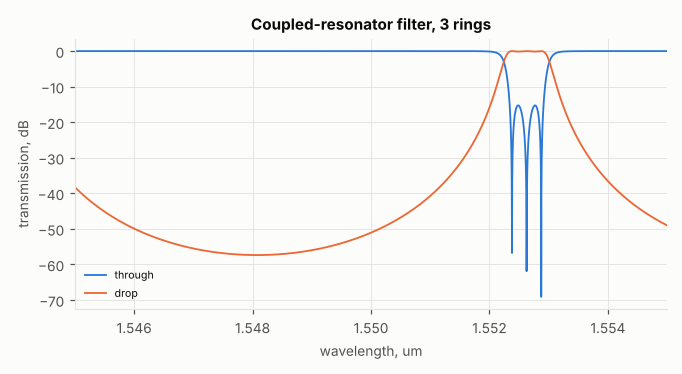 Coupled-resonator filter, 3 rings
transmission, dB
0
−10
−20
−30
−40
−50
−60
−70
through
drop
1.546
1.548
1.550
1.552
1.554
wavelength, um